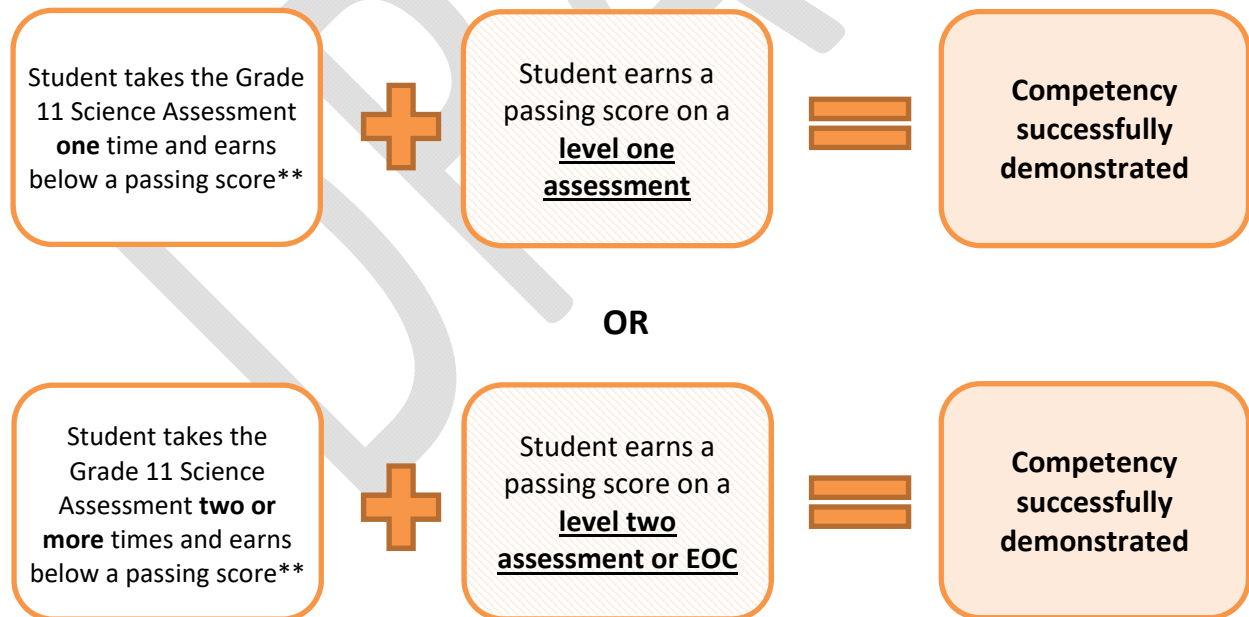 Student takes the Grade
11 Science Assessment
one time and earns
below a passing score**
Student earns a
passing score on a
level one
assessment
Competency
successfully
demonstrated
OR
Student takes the
Grade 11 Science
Assessment two or
more times and earns
below a passing score**
Student earns a
passing score on a
level two
assessment or EOC
Competency
successfully
demonstrated